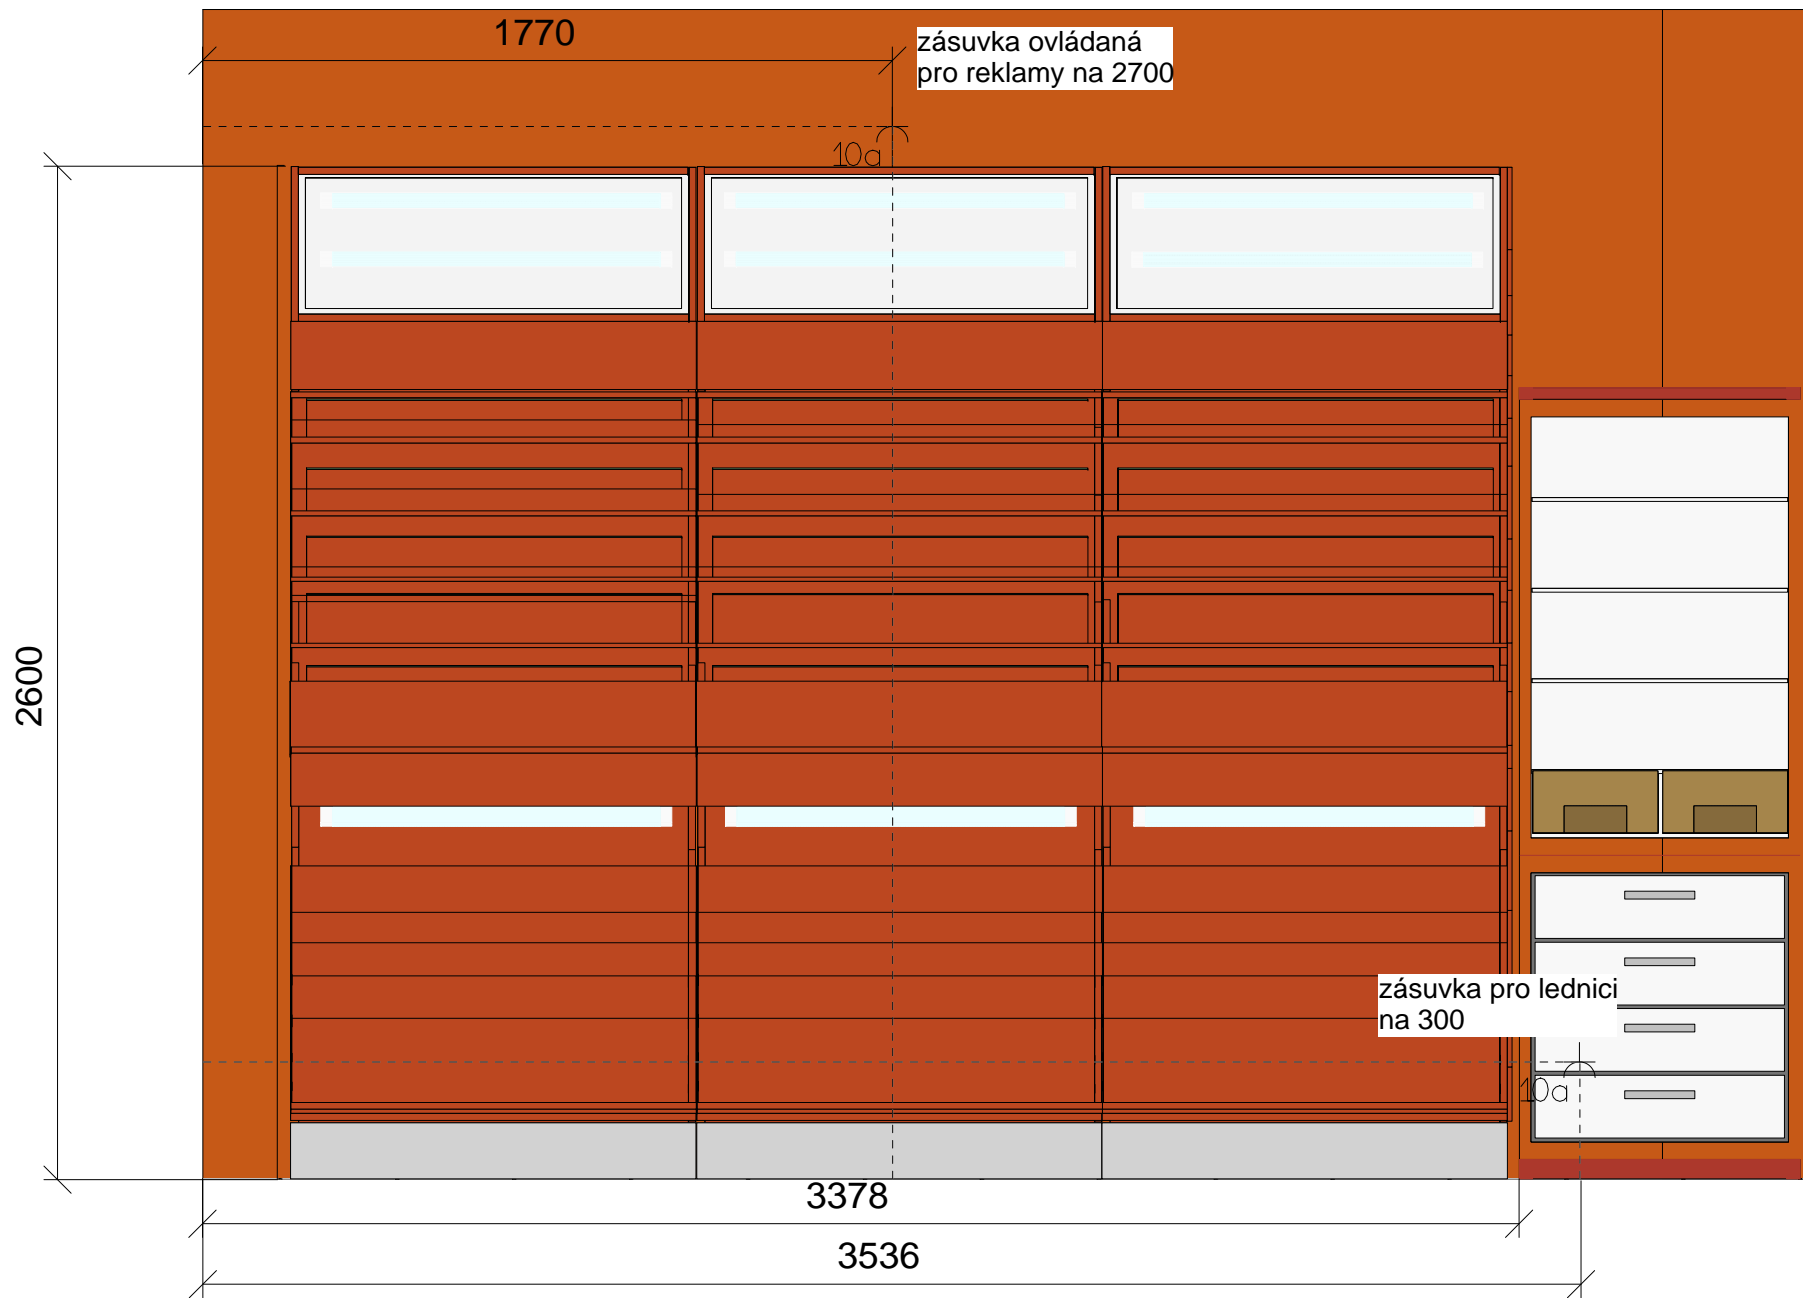 1770
zásuvka ovládaná
pro reklamy na 2700
10a
2600
zásuvka pro lednici
na 300
10a
3378
3536